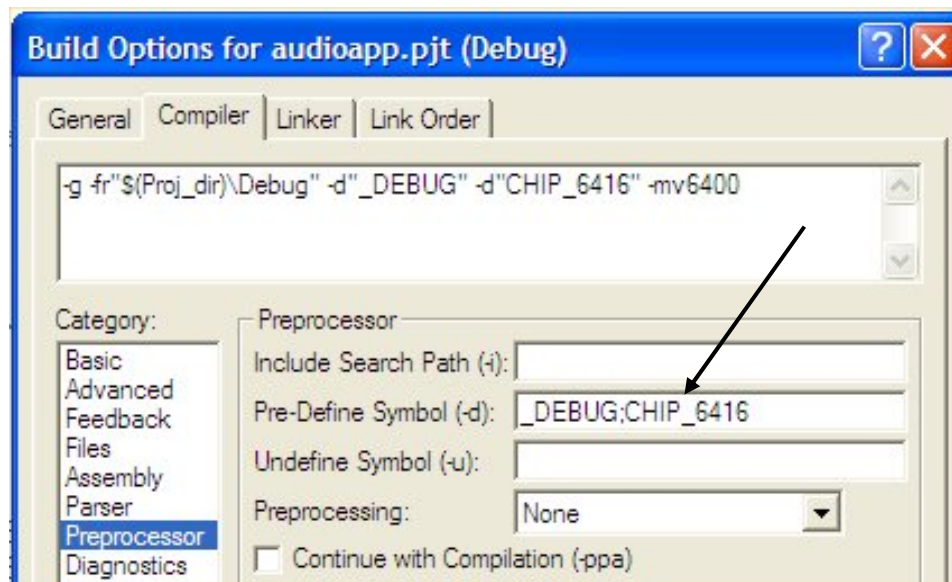 Build Options for audioapp.pjt (Debug)
General Compiler Linker Link Order
-g -fr"$(Proj_dir)\Debug" -d"_DEBUG" -d"CHIP_6416" -mv6400
Category:
Basic
Advanced
Feedback
Files
Assembly
Parser
Preprocessor
Diagnostics
Preprocessor
Include Search Path (-i):
Pre-Define Symbol (-d): _DEBUG;CHIP_6416
Undefine Symbol (-u):
Preprocessing: None
Continue with Compilation (-ppa)